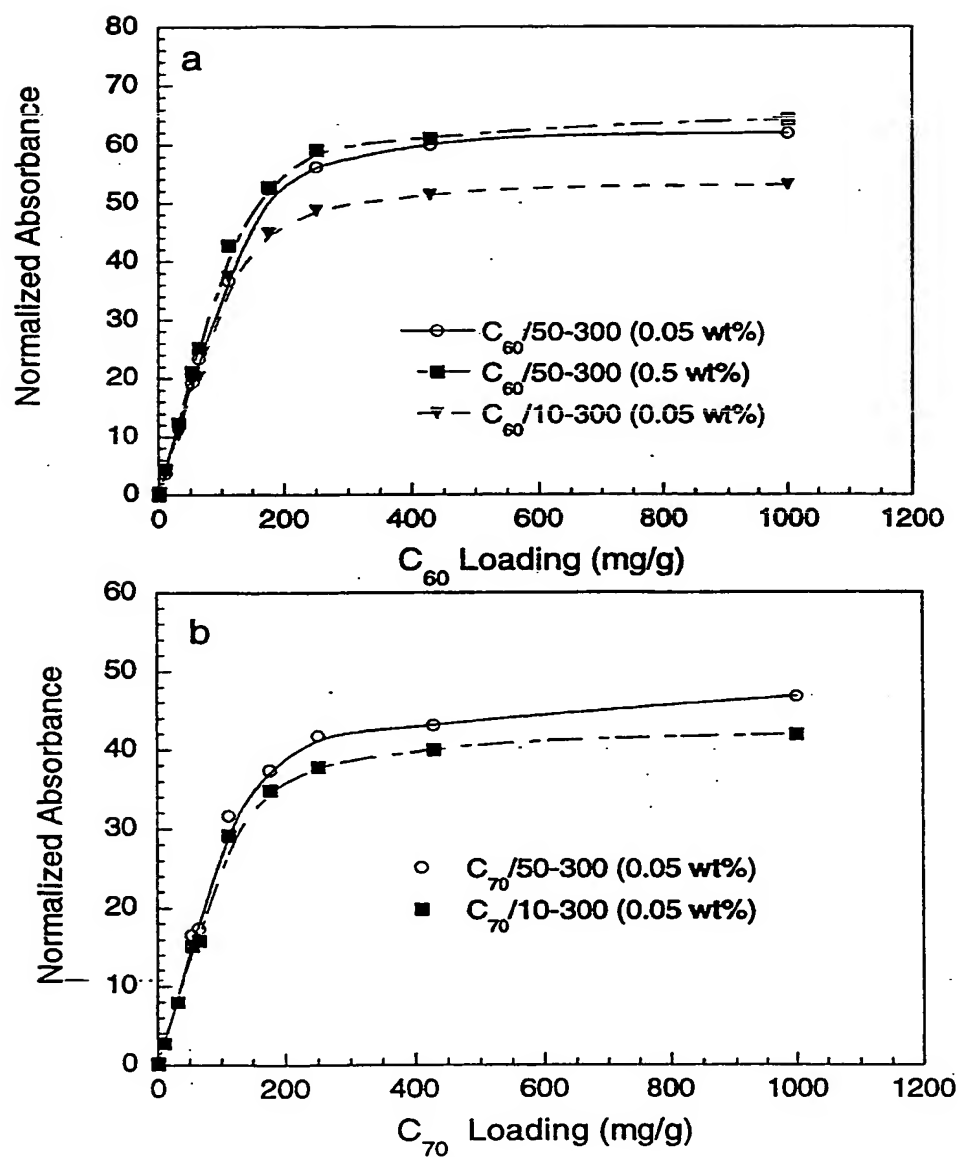 80
a
70
60
50
40
30
20
10
0
Normalized Absorbance
C60/50-300 (0.05 wt%)
C60/50-300 (0.5 wt%)
C60/10-300 (0.05 wt%)
0 200 400 600 800 1000 1200
C60 Loading (mg/g)
60
b
50
40
30
20
10
0
Normalized Absorbance
C70/50-300 (0.05 wt%)
C70/10-300 (0.05 wt%)
0 200 400 600 800 1000 1200
C70 Loading (mg/g)